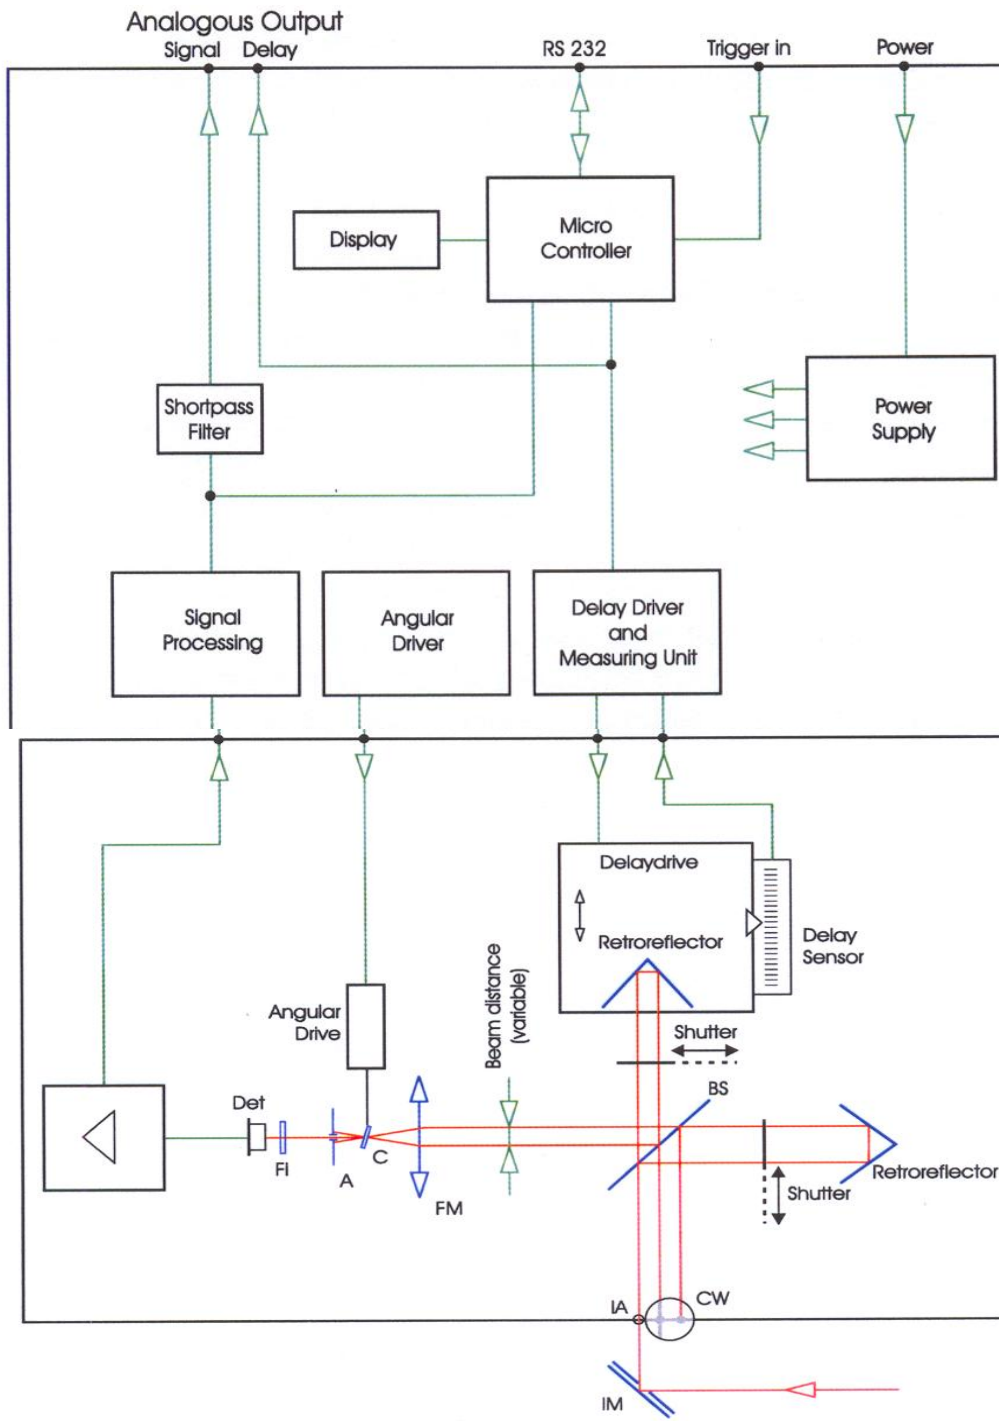 Analogous Output
Signal Delay RS 232 Trigger in Power
Display
Micro
Controller
Shortpass
Filter
Power
Supply
Signal
Processing
Angular
Driver
Delay Driver
and
Measuring Unit
Delaydrive
Retroreflector
Delay
Sensor
Beam distance
(variable)
Angular
Drive
Shutter
BS
Det
FI
A
C
FM
Retroreflector
Shutter
IA
CW
IM